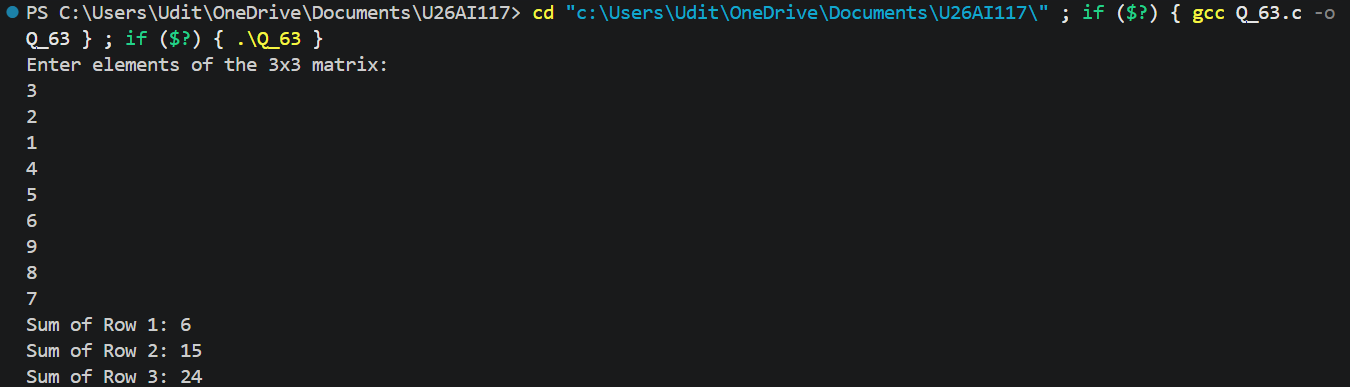 PS C:\Users\Udit\OneDrive\Documents\U26AI117> cd "c:\Users\Udit\OneDrive\Documents\U26AI117\" ; if ($?) { gcc Q_63.c -o
Q_63 } ; if ($?) { .\Q_63 }
Enter elements of the 3x3 matrix:
3
2
1
4
5
6
9
8
7
Sum of Row 1: 6
Sum of Row 2: 15
Sum of Row 3: 24